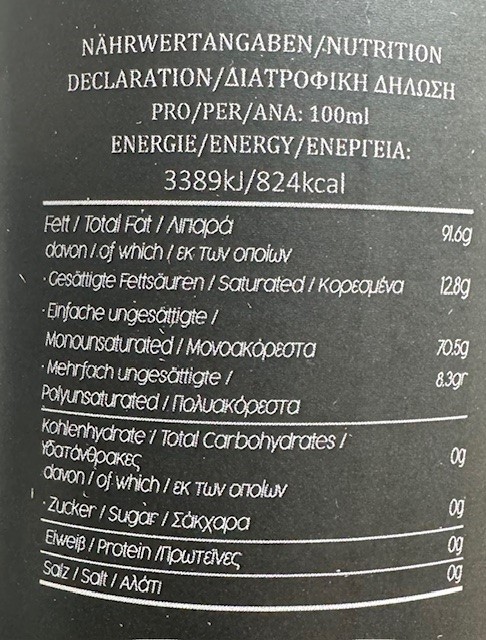 NÄHRWERTANGABEN/NUTRITION
DECLARATION/ΔΙΑΤΡΟΦΙΚΗ ΔΗΛΩΣΗ
PRO/PER/ANA: 100ml
ENERGIE/ENERGY/ΕΝΕΡΓΕΙΑ:
3389kJ/824kcal
Fett / Total Fat / Λιπαρά 91.6g
davon / of which / εκ των οποίων
· Gesättigte Fettsäuren / Saturated / Κορεσμένα 12.8g
· Einfache ungesättigte /
Monounsaturated / Μονοακόρεστα 70.5g
· Mehrfach ungesättigte / 8.3gr
Polyunsaturated / Πολυακόρεστα
Kohlenhydrate / Total Carbohydrates / 0g
Υδατάνθρακες
davon / of which / εκ των οποίων
· Zucker / Sugar / Σάκχαρα 0g
Eiweiß / Protein /Πρωτεΐνες 0g
Salz / Salt / Αλάτι 0g